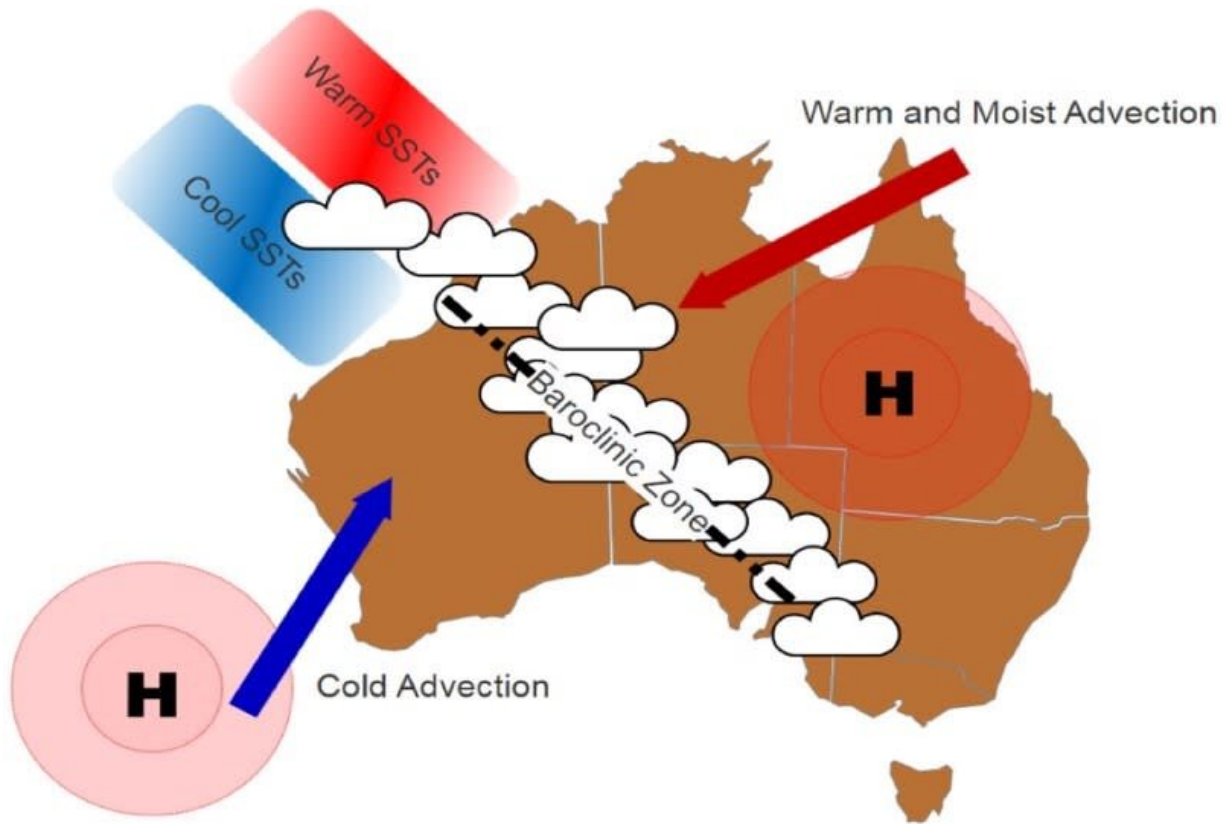 Warm SSTs
Cool SSTs
Warm and Moist Advection
Baroclinic Zone
H
H
Cold Advection